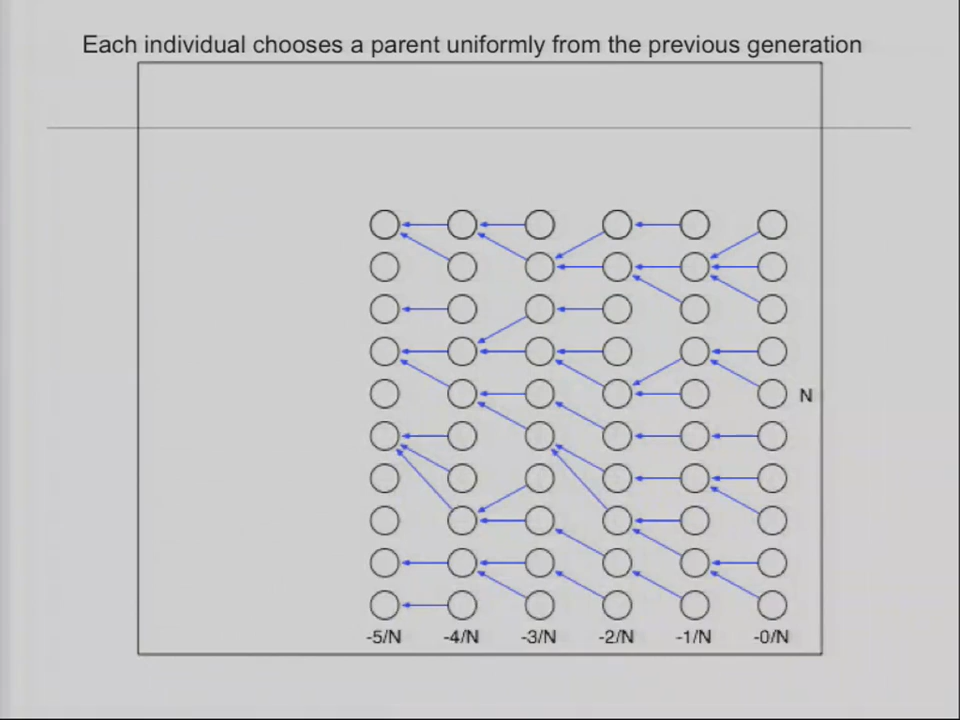 Each individual chooses a parent uniformly from the previous generation
N
-5/N -4/N -3/N -2/N -1/N -0/N